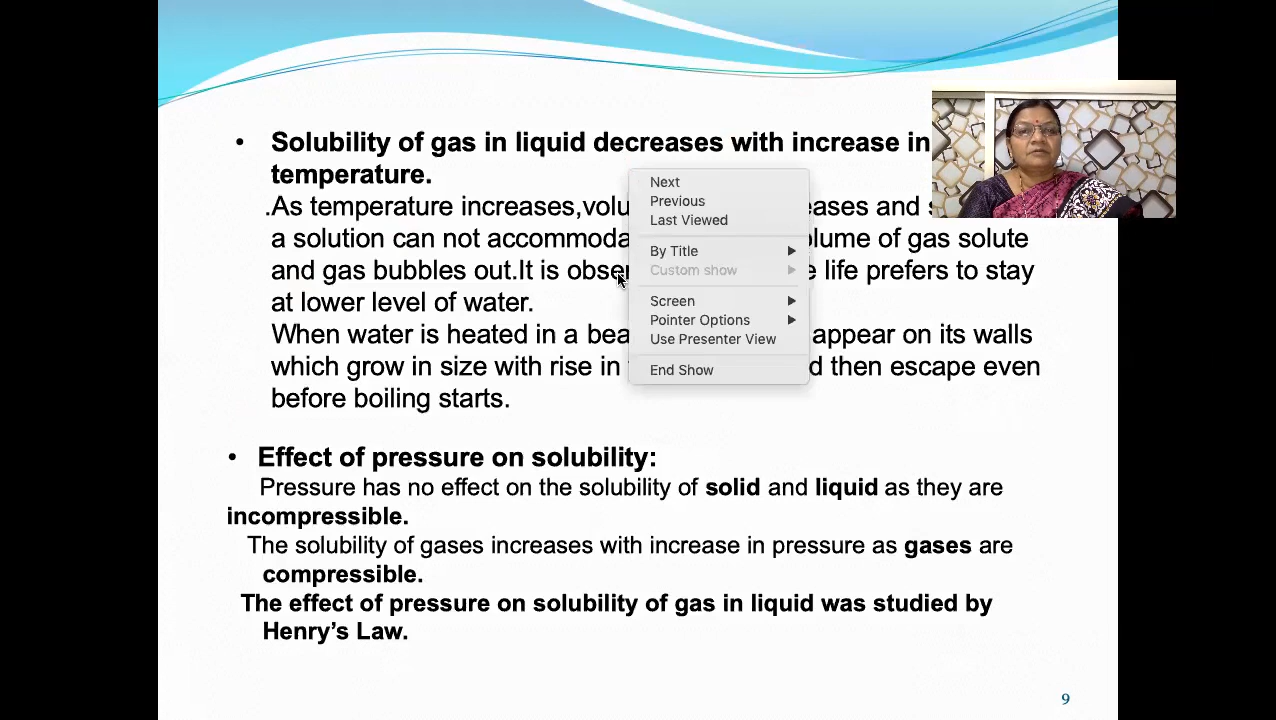 • Solubility of gas in liquid decreases with increase in
temperature.
.As temperature increases,volu eases and s
a solution can not accommoda olume of gas solute
and gas bubbles out.It is obser e life prefers to stay
at lower level of water.
When water is heated in a bea appear on its walls
which grow in size with rise in d then escape even
before boiling starts.
Next
Previous
Last Viewed
By Title
Custom show
Screen
Pointer Options
Use Presenter View
End Show
• Effect of pressure on solubility:
Pressure has no effect on the solubility of solid and liquid as they are
incompressible.
The solubility of gases increases with increase in pressure as gases are
compressible.
The effect of pressure on solubility of gas in liquid was studied by
Henry’s Law.
9